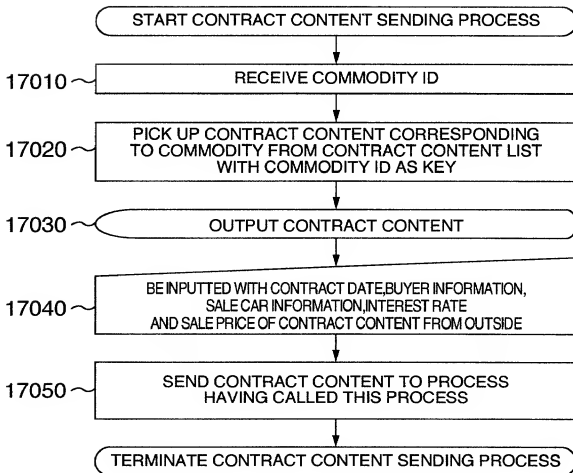 START CONTRACT CONTENT SENDING PROCESS
17010
RECEIVE COMMODITY ID
17020
PICK UP CONTRACT CONTENT CORRESPONDING
TO COMMODITY FROM CONTRACT CONTENT LIST
WITH COMMODITY ID AS KEY
17030
OUTPUT CONTRACT CONTENT
17040
BE INPUTTED WITH CONTRACT DATE,BUYER INFORMATION,
SALE CAR INFORMATION,INTEREST RATE
AND SALE PRICE OF CONTRACT CONTENT FROM OUTSIDE
17050
SEND CONTRACT CONTENT TO PROCESS
HAVING CALLED THIS PROCESS
TERMINATE CONTRACT CONTENT SENDING PROCESS